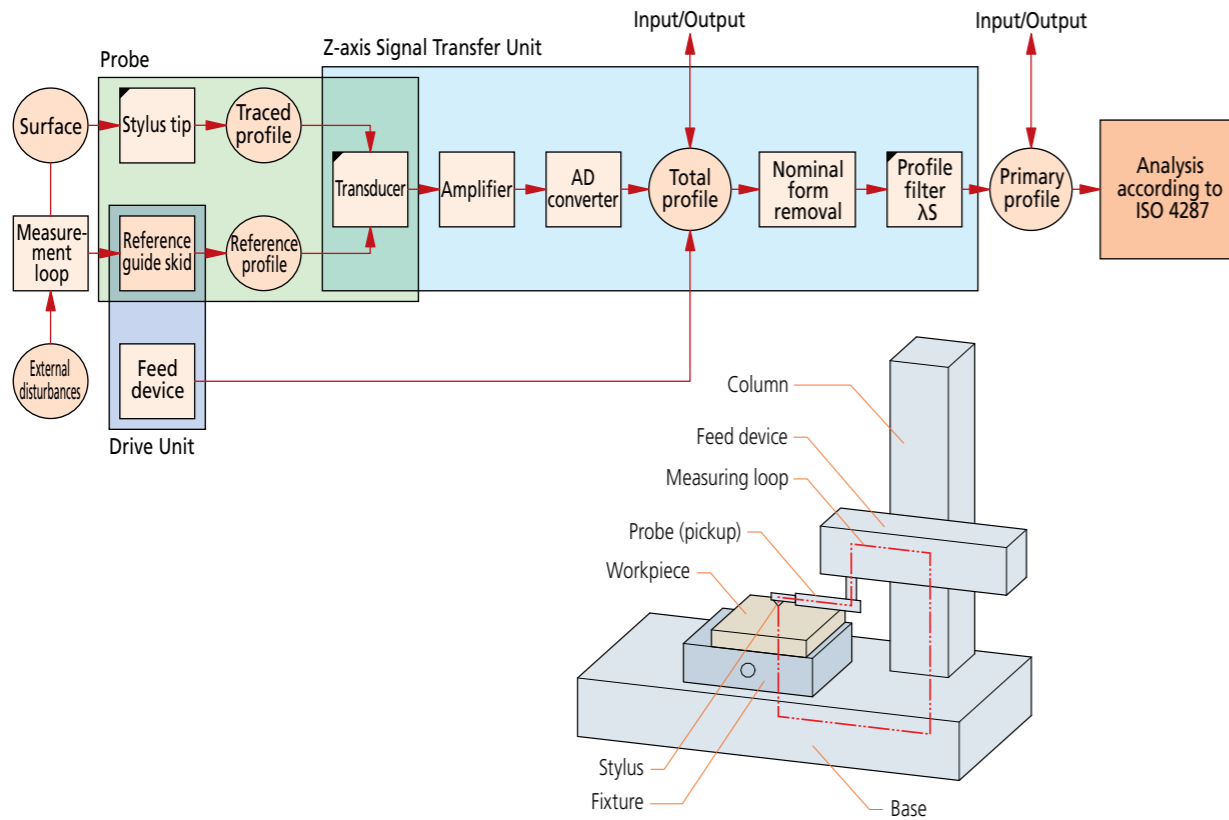 Input/Output
Input/Output
Z-axis Signal Transfer Unit
Probe
Surface
Stylus tip
Traced
profile
Transducer
Amplifier
AD
converter
Total
profile
Nominal
form
removal
Profile
filter
λS
Primary
profile
Analysis
according to
ISO 4287
Measure-
ment
loop
Reference
guide skid
Reference
profile
External
disturbances
Feed
device
Drive Unit
Column
Feed device
Measuring loop
Probe (pickup)
Workpiece
Stylus
Fixture
Base